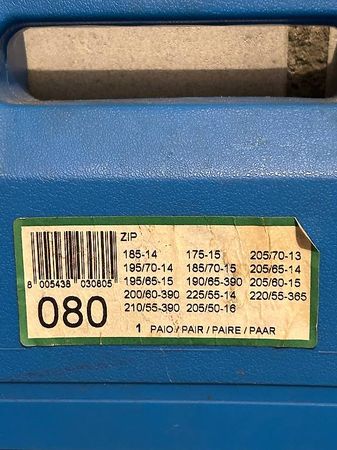 ZIP
185-14 175-15 205/70-13
195/70-14 185/70-15 205/65-14
195/65-15 190/65-390 205/60-15
200/60-390 225/55-14 220/55-365
210/55-390 205/50-16
8 005438 030805
080
1 PAIO / PAIR / PAIRE / PAAR